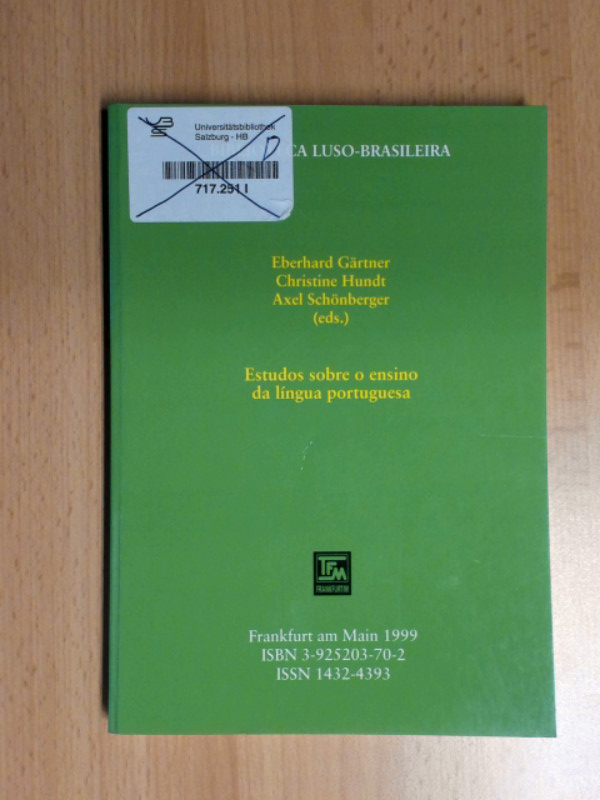 Universitätsbibliothek
Salzburg - HB
D
717.251 I
CA LUSO-BRASILEIRA
Eberhard Gärtner
Christine Hundt
Axel Schönberger
(eds.)
Estudos sobre o ensino
da língua portuguesa
TFM
FRANKFURT/M
Frankfurt am Main 1999
ISBN 3-925203-70-2
ISSN 1432-4393